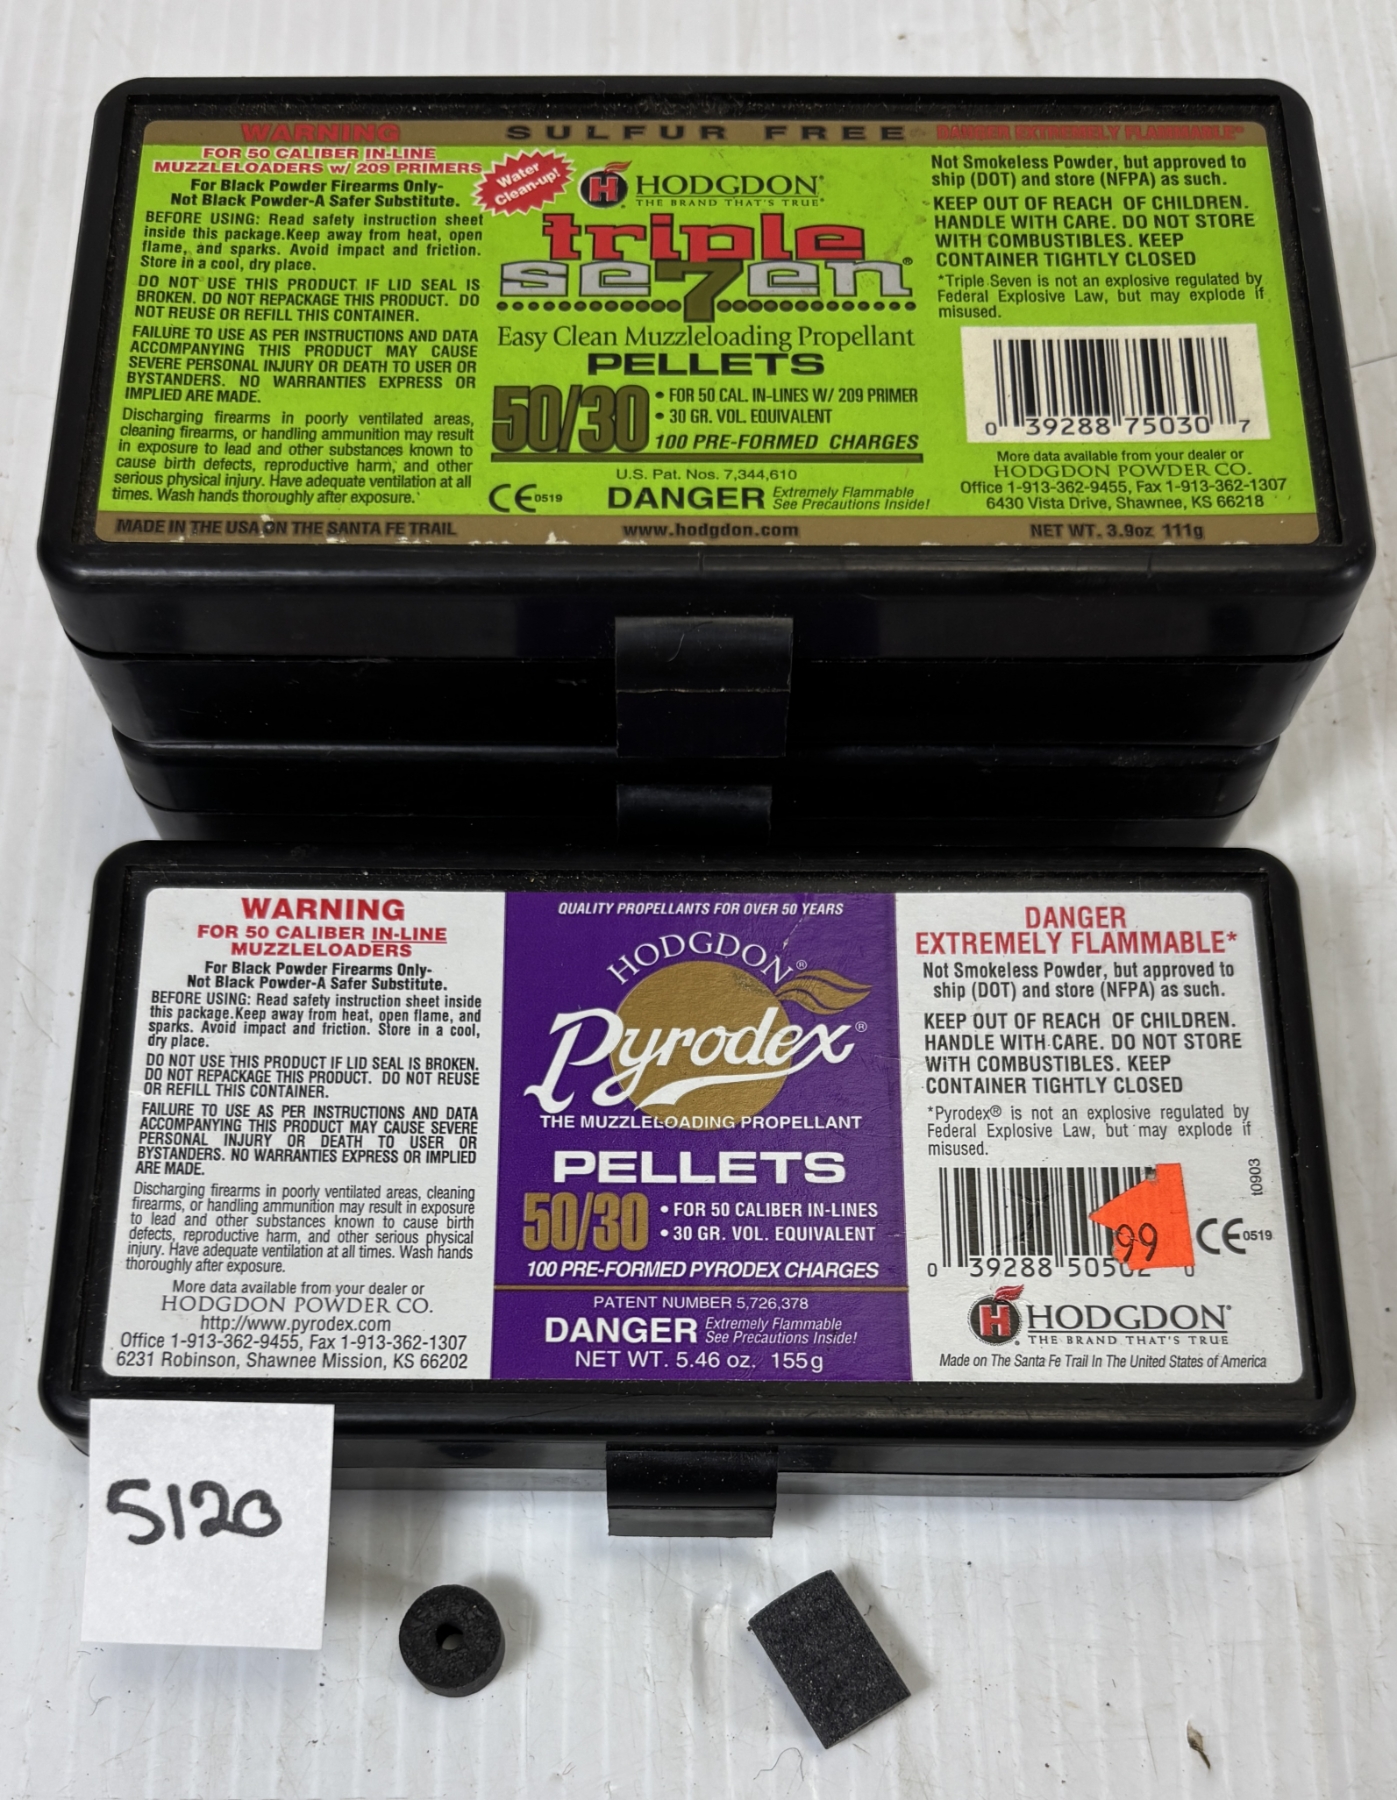 WARNING
FOR 50 CALIBER IN-LINE
MUZZLELOADERS w/ 209 PRIMERS
For Black Powder Firearms Only-
Not Black Powder-A Safer Substitute.
BEFORE USING: Read safety instruction sheet
inside this package.Keep away from heat, open
flame, and sparks. Avoid impact and friction.
Store in a cool, dry place.
DO NOT USE THIS PRODUCT IF LID SEAL IS
BROKEN. DO NOT REPACKAGE THIS PRODUCT. DO
NOT REUSE OR REFILL THIS CONTAINER.
FAILURE TO USE AS PER INSTRUCTIONS AND DATA
ACCOMPANYING THIS PRODUCT MAY CAUSE
SEVERE PERSONAL INJURY OR DEATH TO USER OR
BYSTANDERS. NO WARRANTIES EXPRESS OR
IMPLIED ARE MADE.
Discharging firearms in poorly ventilated areas,
cleaning firearms, or handling ammunition may result
in exposure to lead and other substances known to
cause birth defects, reproductive harm, and other
serious physical injury. Have adequate ventilation at all
times. Wash hands thoroughly after exposure.
MADE IN THE USA ON THE SANTA FE TRAIL
SULFUR FREE
Water
Clean-up!
H HODGDON®
THE BRAND THAT'S TRUE®
triple
se7en®
Easy Clean Muzzleloading Propellant
PELLETS
50/30
• FOR 50 CAL. IN-LINES W/ 209 PRIMER
• 30 GR. VOL. EQUIVALENT
100 PRE-FORMED CHARGES
U.S. Pat. Nos. 7,344,610
CE 0519
DANGER Extremely Flammable
See Precautions Inside!
www.hodgdon.com
DANGER EXTREMELY FLAMMABLE*
Not Smokeless Powder, but approved to
ship (DOT) and store (NFPA) as such.
KEEP OUT OF REACH OF CHILDREN.
HANDLE WITH CARE. DO NOT STORE
WITH COMBUSTIBLES. KEEP
CONTAINER TIGHTLY CLOSED
*Triple Seven is not an explosive regulated by
Federal Explosive Law, but may explode if
misused.
0 39288 75030 7
More data available from your dealer or
HODGDON POWDER CO.
Office 1-913-362-9455, Fax 1-913-362-1307
6430 Vista Drive, Shawnee, KS 66218
NET WT. 3.9oz 111g
WARNING
FOR 50 CALIBER IN-LINE
MUZZLELOADERS
For Black Powder Firearms Only-
Not Black Powder-A Safer Substitute.
BEFORE USING: Read safety instruction sheet inside
this package.Keep away from heat, open flame, and
sparks. Avoid impact and friction. Store in a cool,
dry place.
DO NOT USE THIS PRODUCT IF LID SEAL IS BROKEN.
DO NOT REPACKAGE THIS PRODUCT. DO NOT REUSE
OR REFILL THIS CONTAINER.
FAILURE TO USE AS PER INSTRUCTIONS AND DATA
ACCOMPANYING THIS PRODUCT MAY CAUSE SEVERE
PERSONAL INJURY OR DEATH TO USER OR
BYSTANDERS. NO WARRANTIES EXPRESS OR IMPLIED
ARE MADE.
Discharging firearms in poorly ventilated areas, cleaning
firearms, or handling ammunition may result in exposure
to lead and other substances known to cause birth
defects, reproductive harm, and other serious physical
injury. Have adequate ventilation at all times. Wash hands
thoroughly after exposure.
More data available from your dealer or
HODGDON POWDER CO.
http://www.pyrodex.com
Office 1-913-362-9455, Fax 1-913-362-1307
6231 Robinson, Shawnee Mission, KS 66202
QUALITY PROPELLANTS FOR OVER 50 YEARS
HODGDON®
Pyrodex®
THE MUZZLELOADING PROPELLANT
PELLETS
50/30
• FOR 50 CALIBER IN-LINES
• 30 GR. VOL. EQUIVALENT
100 PRE-FORMED PYRODEX CHARGES
PATENT NUMBER 5,726,378
DANGER Extremely Flammable
See Precautions Inside!
NET WT. 5.46 oz. 155g
DANGER
EXTREMELY FLAMMABLE*
Not Smokeless Powder, but approved to
ship (DOT) and store (NFPA) as such.
KEEP OUT OF REACH OF CHILDREN.
HANDLE WITH CARE. DO NOT STORE
WiTH COMBUSTIBLES. KEEP
CONTAINER TIGHTLY CLOSED
*Pyrodex® is not an explosive regulated by
Federal Explosive Law, but may explode if
misused.
t0903
99
CE 0519
0 39288 50502 0
H HODGDON®
THE BRAND THAT'S TRUE
Made on The Santa Fe Trail In The United States of America
5120